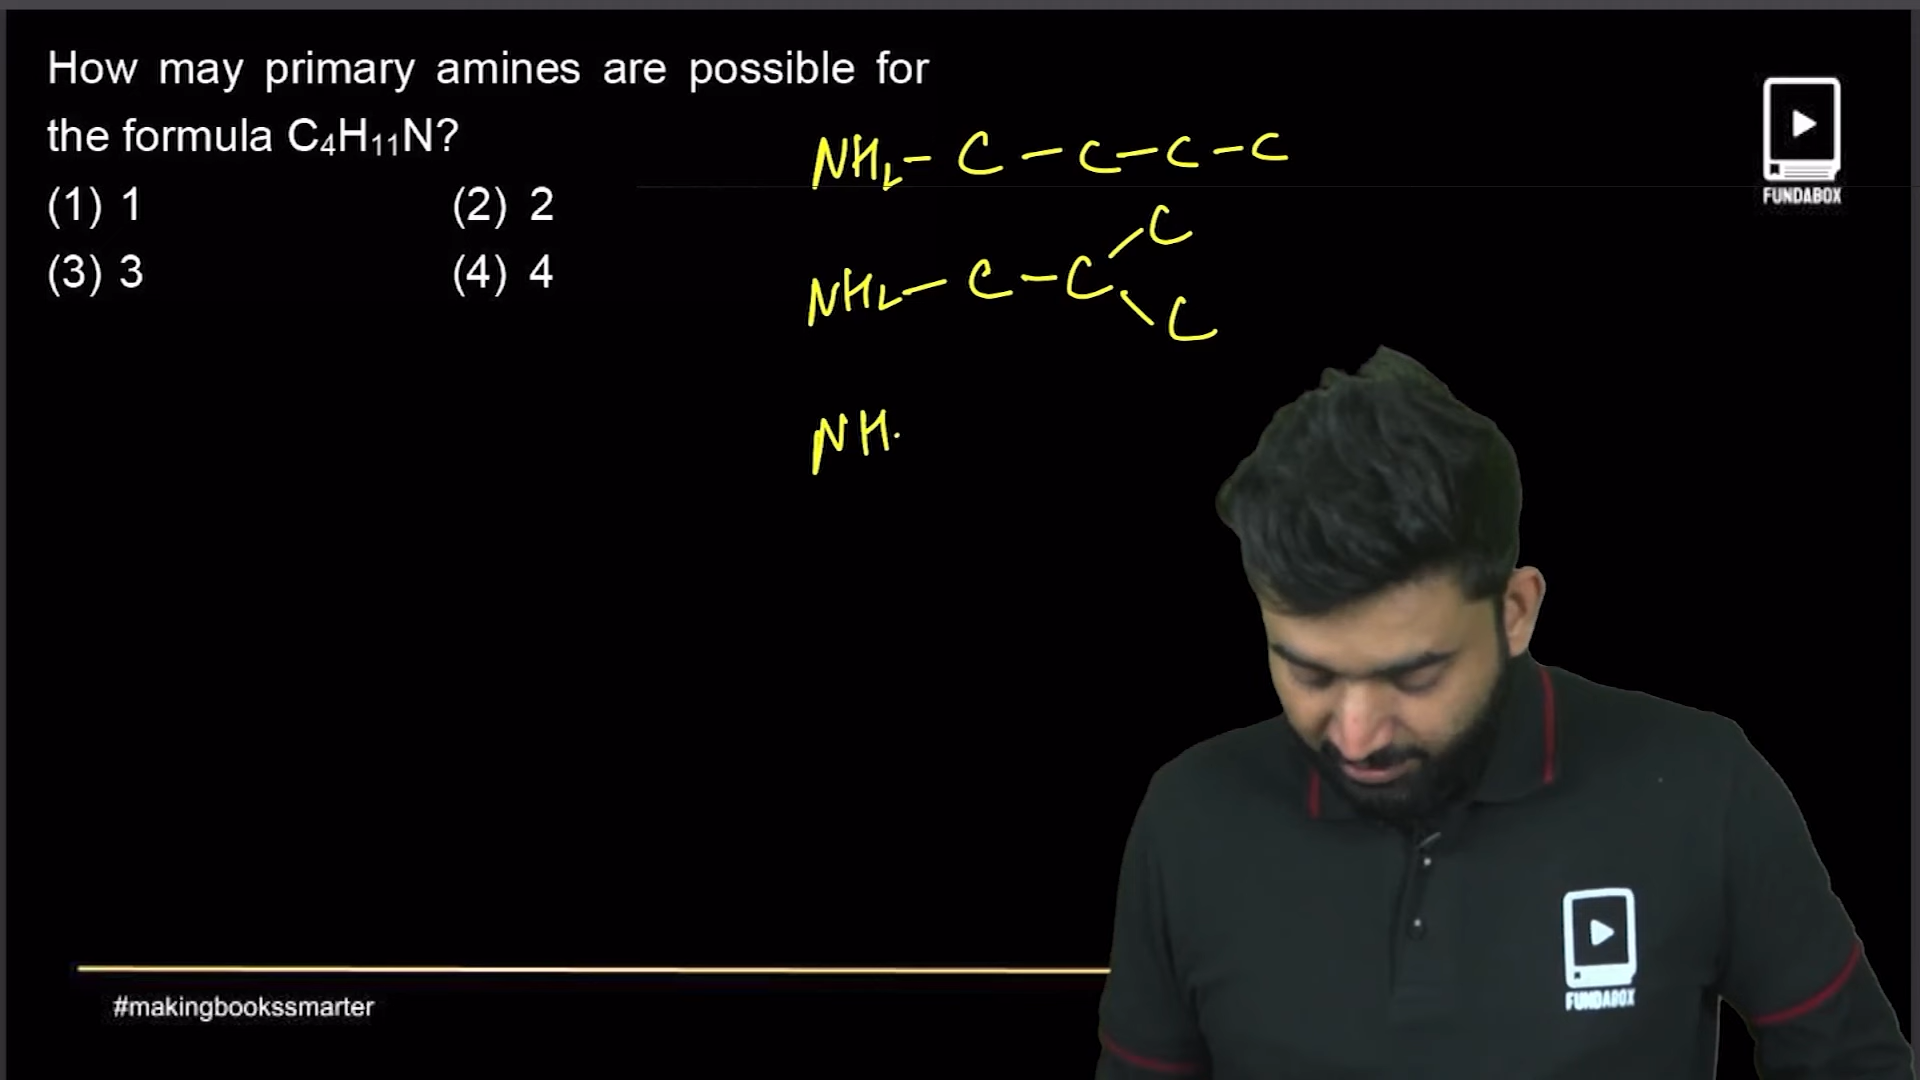 How may primary amines are possible for
the formula C₄H₁₁N?
(1) 1 (2) 2
(3) 3 (4) 4
NH₂ – C – C – C – C
C
NH₂ – C – C
C
NH
FUNDABOX
FUNDABOX
#makingbookssmarter